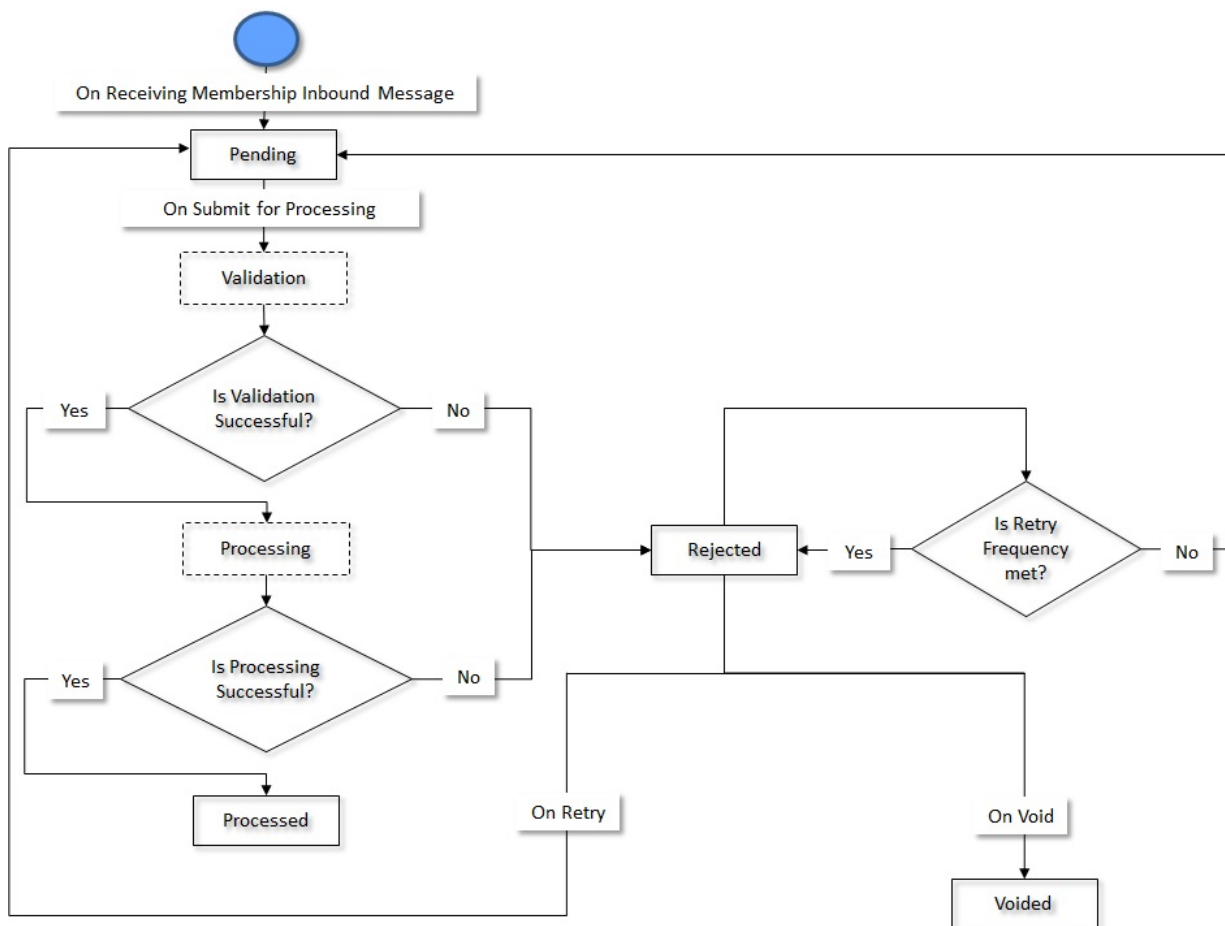 On Receiving Membership Inbound Message
Pending
On Submit for Processing
Validation
Is Validation
Successful?
Yes
No
Processing
Is Processing
Successful?
Yes
No
Processed
Rejected
Is Retry
Frequency
met?
Yes
No
On Retry
On Void
Voided